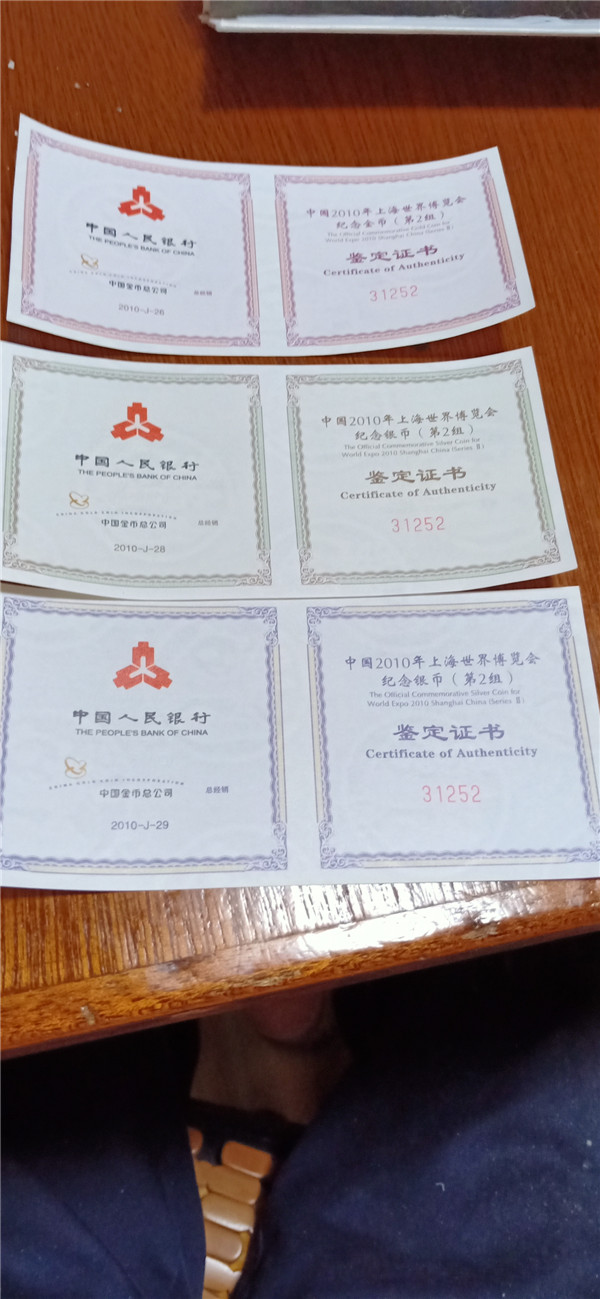 中国人民银行
THE PEOPLE'S BANK OF CHINA
CHINA GOLD COIN INCORPORATION
中国金币总公司 总经销
2010-J-26
中国2010年上海世界博览会
纪念金币（第2组）
The Official Commemorative Gold Coin for
World Expo 2010 Shanghai China (Series Ⅱ)
鉴定证书
Certificate of Authenticity
31252
中国人民银行
THE PEOPLE'S BANK OF CHINA
CHINA GOLD COIN INCORPORATION
中国金币总公司 总经销
2010-J-28
中国2010年上海世界博览会
纪念银币（第2组）
The Official Commemorative Silver Coin for
World Expo 2010 Shanghai China (Series Ⅱ)
鉴定证书
Certificate of Authenticity
31252
中国人民银行
THE PEOPLE'S BANK OF CHINA
CHINA GOLD COIN INCORPORATION
中国金币总公司 总经销
2010-J-29
中国2010年上海世界博览会
纪念银币（第2组）
The Official Commemorative Silver Coin for
World Expo 2010 Shanghai China (Series Ⅱ)
鉴定证书
Certificate of Authenticity
31252